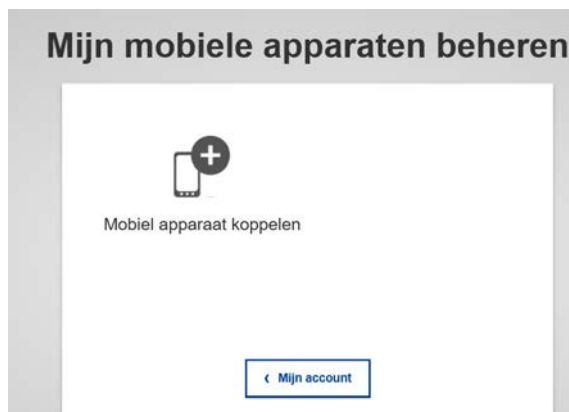 Mijn mobiele apparaten beheren
Mobiel apparaat koppelen
‹ Mijn account